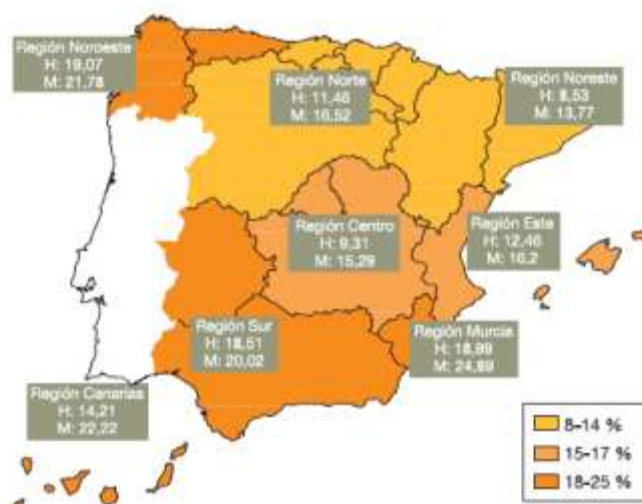 Región Noroeste
H: 19,07
M: 21,78
Región Norte
H: 11,46
M: 16,52
Región Noreste
H: 8,53
M: 13,77
Región Centro
H: 9,31
M: 15,29
Región Este
H: 12,46
M: 16,2
Región Sur
H: 18,51
M: 20,02
Región Murcia
H: 18,99
M: 24,89
Región Canarias
H: 14,21
M: 22,22
8-14 %
15-17 %
18-25 %